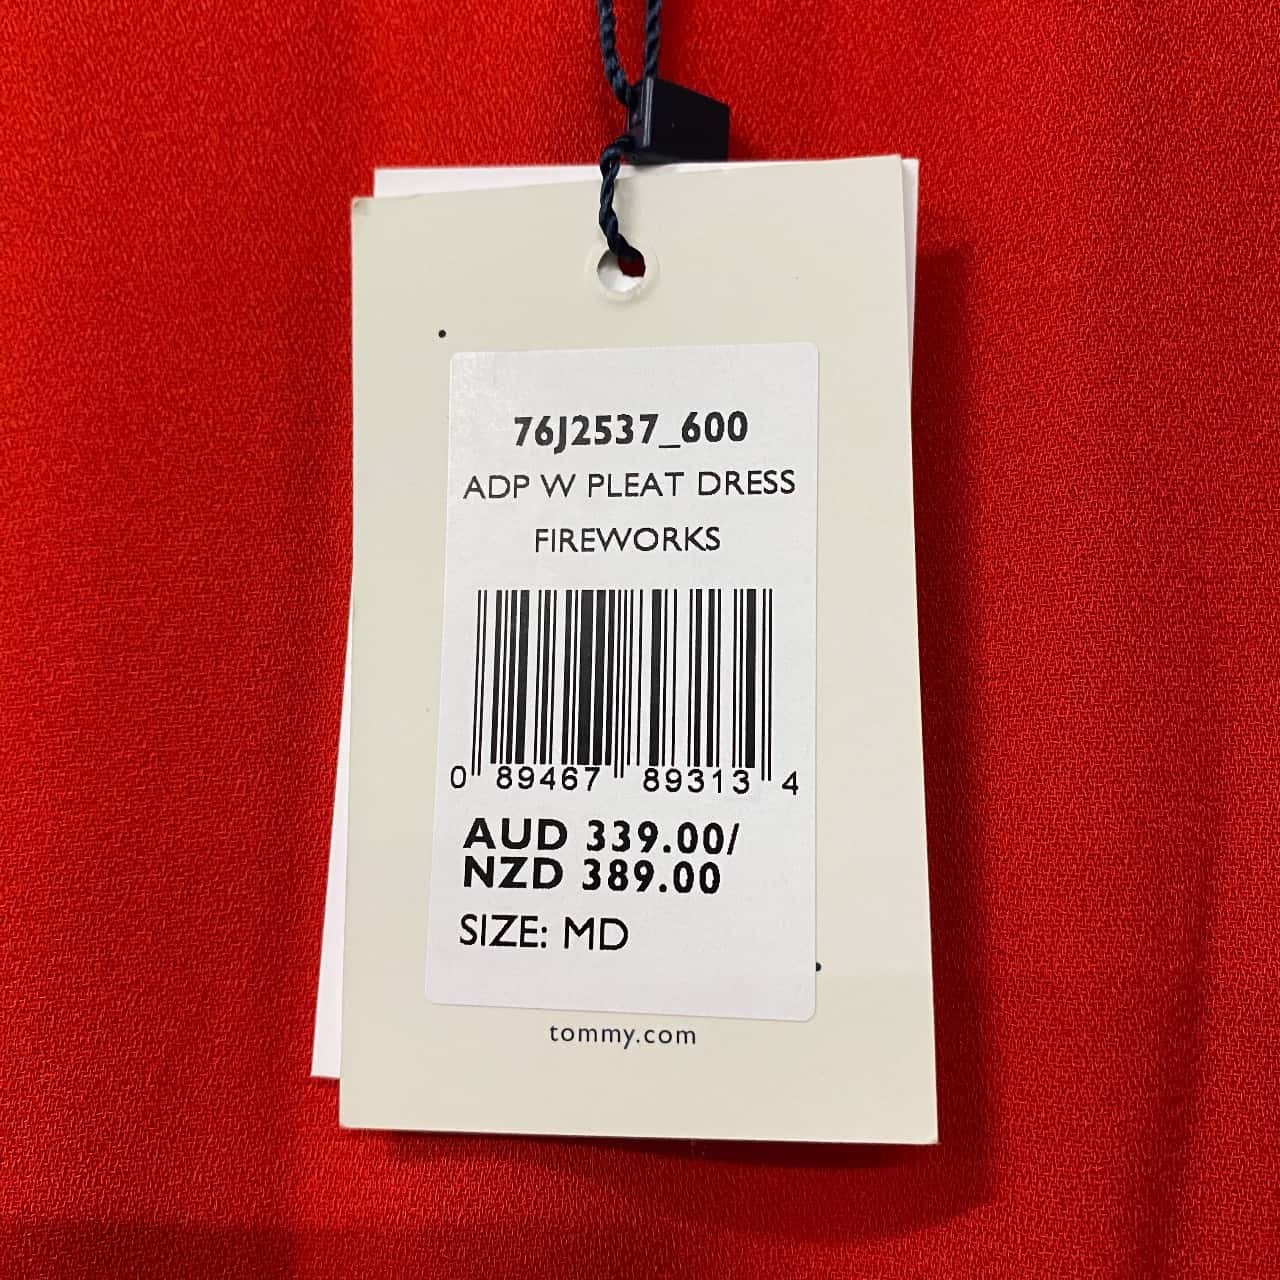 76J2537_600
ADP W PLEAT DRESS
FIREWORKS
0 89467 89313 4
AUD 339.00/
NZD 389.00
SIZE: MD
tommy.com